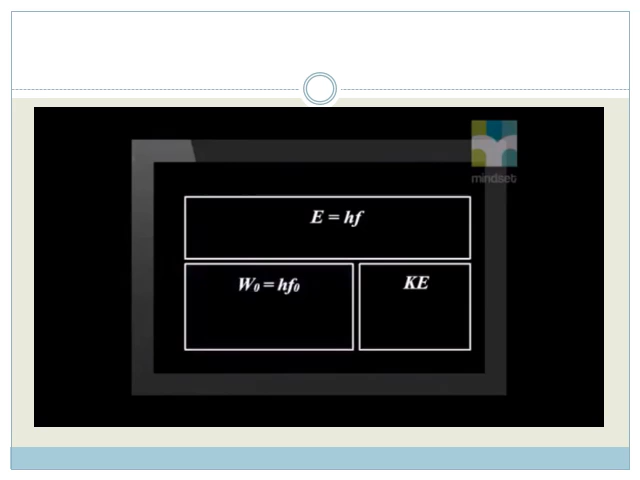 mindset
E = hf
W₀ = hf₀
KE